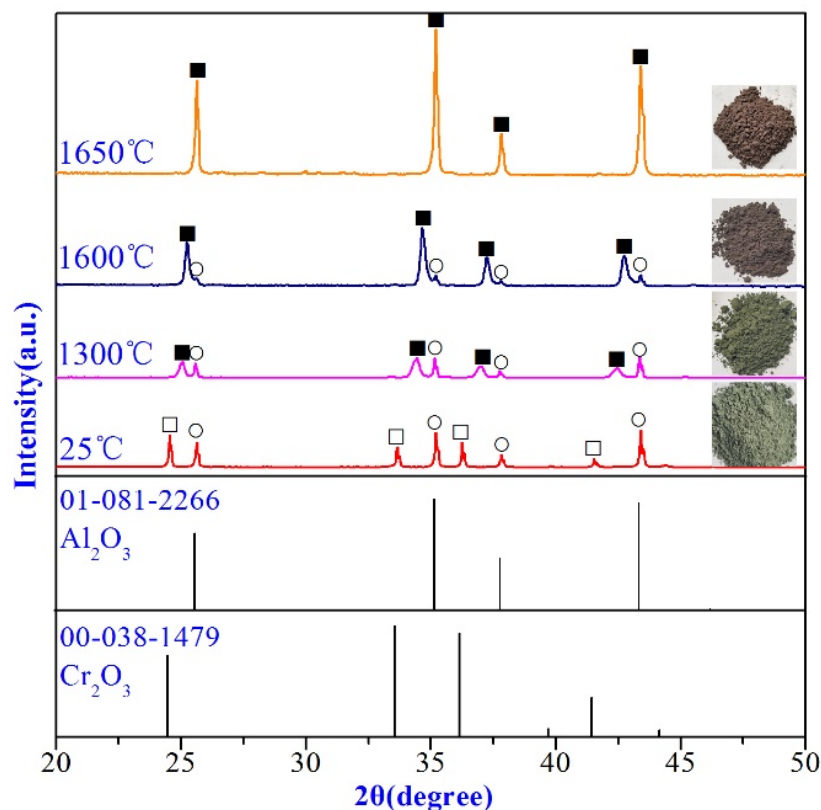 1650℃
1600℃
1300℃
25℃
01-081-2266
Al₂O₃
00-038-1479
Cr₂O₃
Intensity(a.u.)
20 25 30 35 40 45 50
2θ(degree)